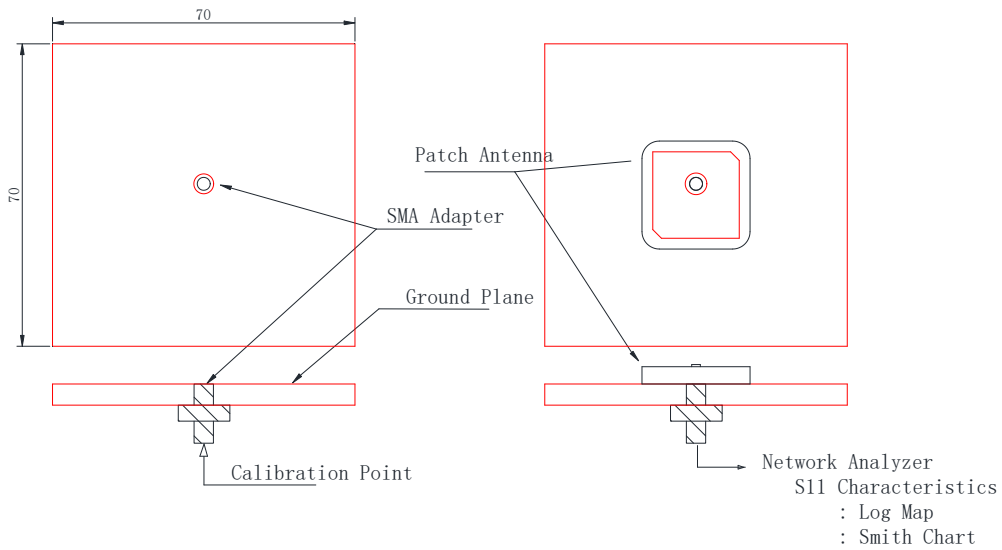 70
70
Patch Antenna
SMA Adapter
Ground Plane
Calibration Point
Network Analyzer
S11 Characteristics
: Log Map
: Smith Chart